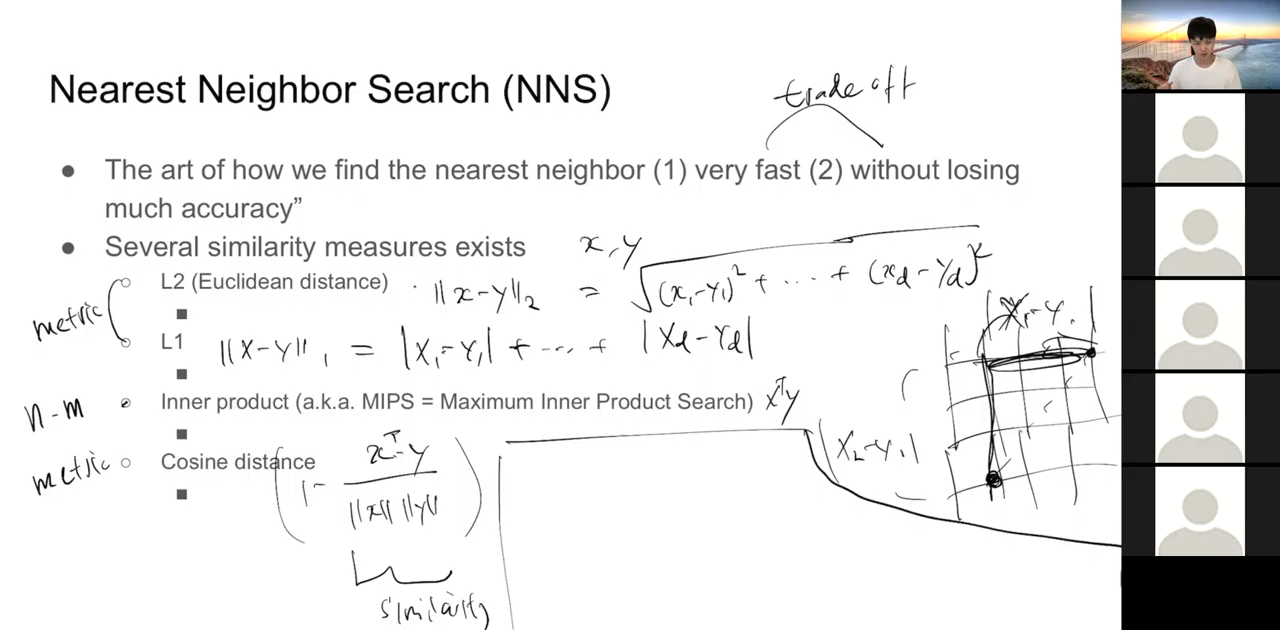 Nearest Neighbor Search (NNS)
trade off
● The art of how we find the nearest neighbor (1) very fast (2) without losing
much accuracy”
● Several similarity measures exists
x, y
○ L2 (Euclidean distance)
‖x-y‖₂ = √(x₁-y₁)² + ... + (xd-yd)²
metric
○ L1
‖x-y‖₁ = |x₁-y₁| + ... + |xd-yd|
|x₁-y₁|
n-m
Inner product (a.k.a. MIPS = Maximum Inner Product Search) xᵀy
|x₂-y₂|
metric
○ Cosine distance
(1 - xᵀy / ‖x‖ ‖y‖)
similarity